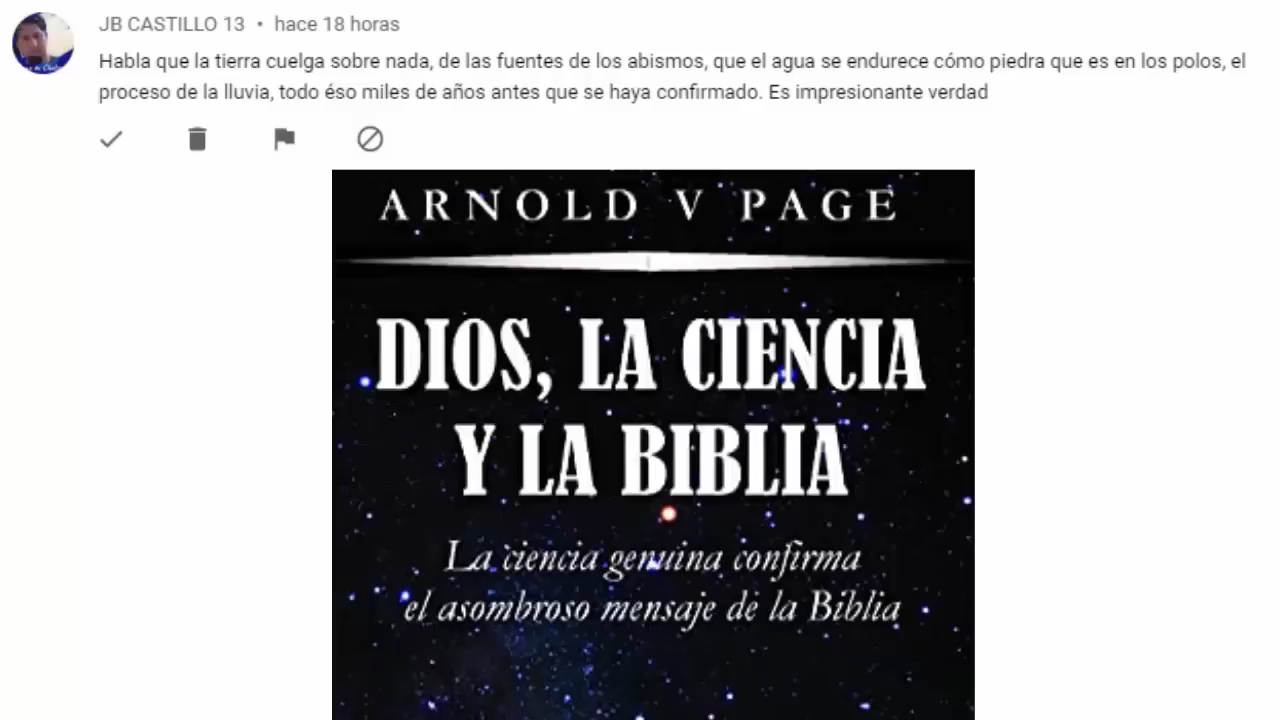 JB CASTILLO 13 • hace 18 horas
Habla que la tierra cuelga sobre nada, de las fuentes de los abismos, que el agua se endurece cómo piedra que es en los polos, el
proceso de la lluvia, todo éso miles de años antes que se haya confirmado. Es impresionante verdad
ARNOLD V PAGE
DIOS, LA CIENCIA
Y LA BIBLIA
La ciencia genuina confirma
el asombroso mensaje de la Biblia